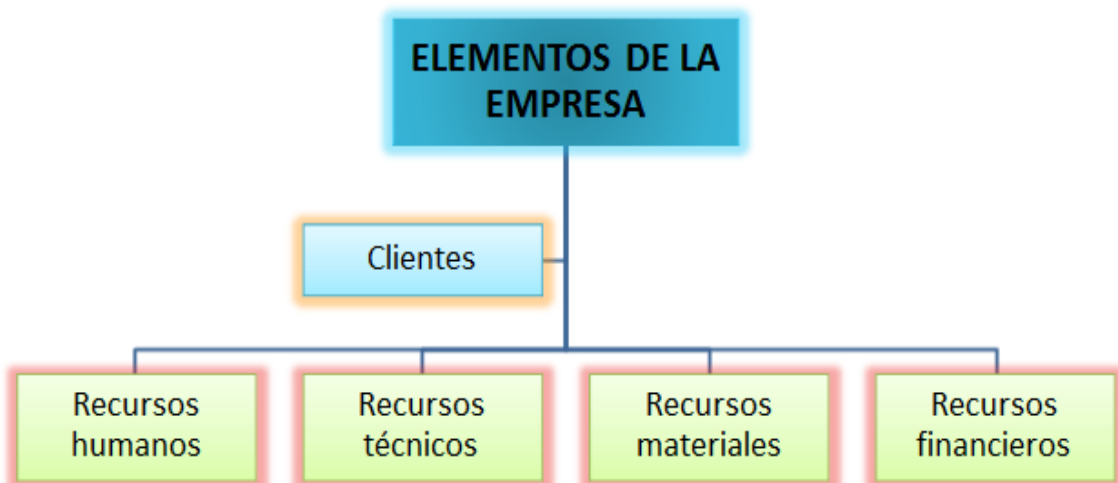 ELEMENTOS DE LA
EMPRESA
Clientes
Recursos
humanos
Recursos
técnicos
Recursos
materiales
Recursos
financieros